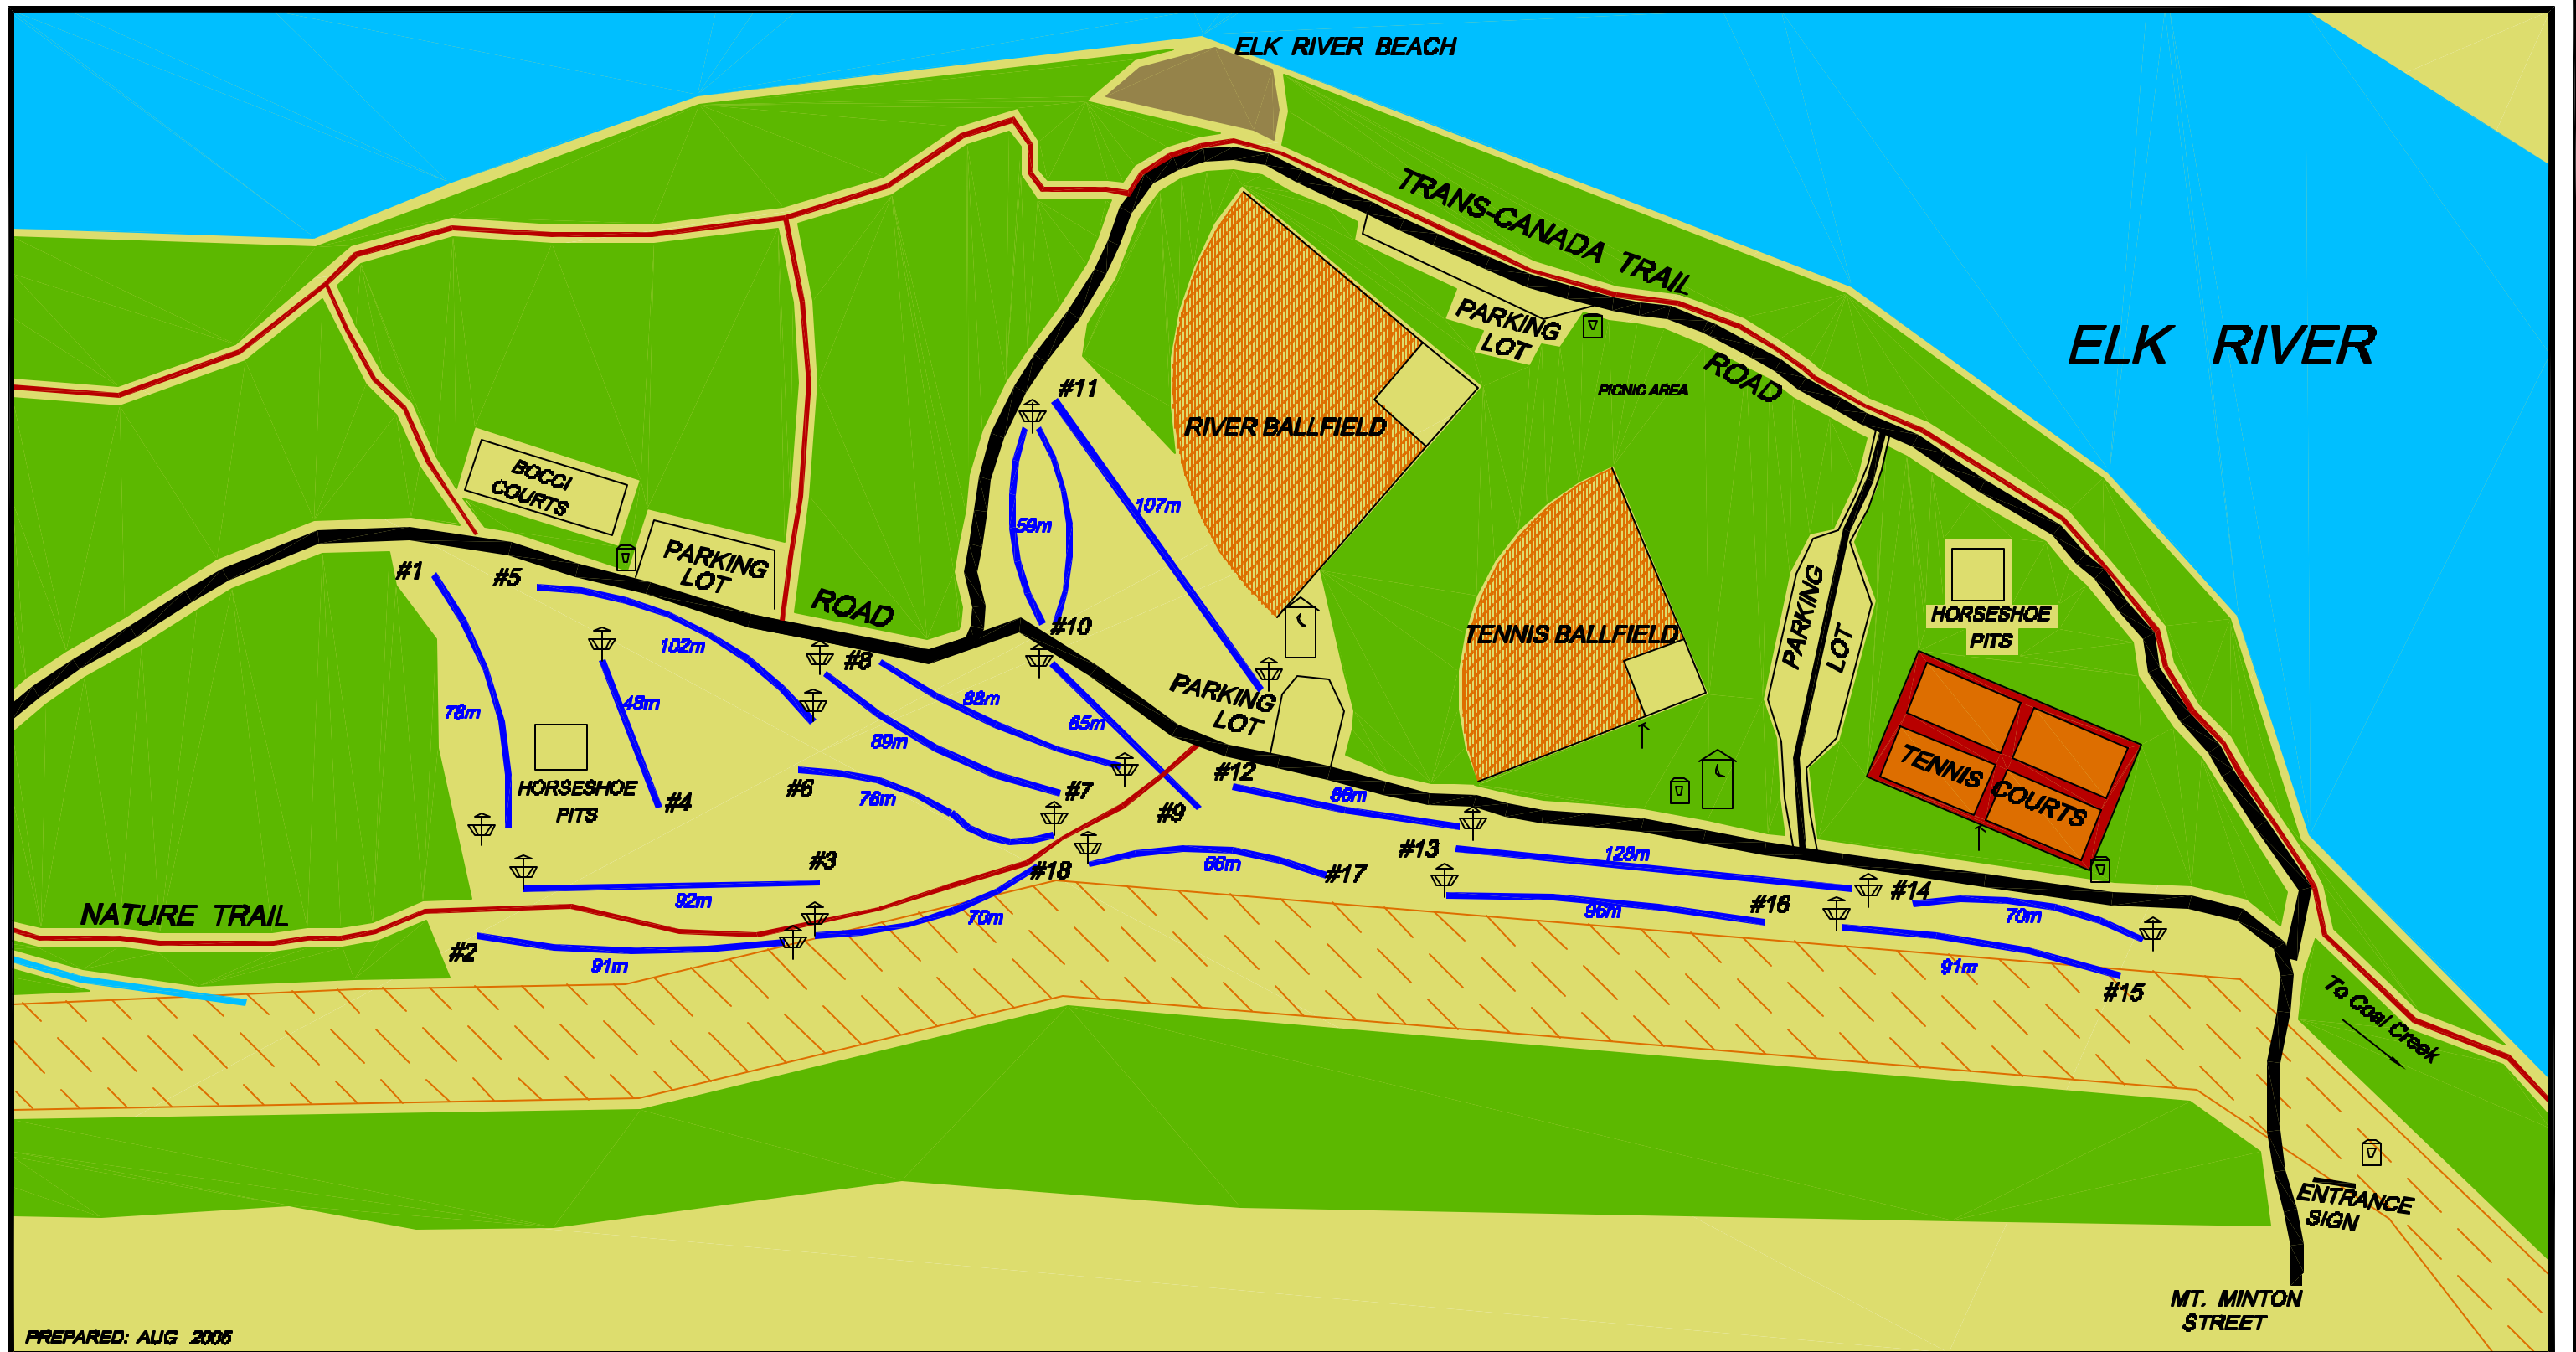 ELK RIVER BEACH
TRANS-CANADA TRAIL
ELK RIVER
PARKING
LOT
ROAD
PICNIC AREA
#11
RIVER BALLFIELD
107m
59m
BOCCI
COURTS
PARKING
LOT
ROAD
#1
#5
#10
102m
#8
TENNIS BALLFIELD
PARKING
LOT
HORSESHOE
PITS
78m
48m
88m
65m
89m
PARKING
LOT
TENNIS COURTS
HORSESHOE
PITS
#4
#6
76m
#7
#9
#12
86m
#3
#18
#17
#13
128m
92m
#16
96m
#14
70m
NATURE TRAIL
70m
#2
91m
91m
#15
To Coal Creek
ENTRANCE
SIGN
MT. MINTON
STREET
PREPARED: AUG